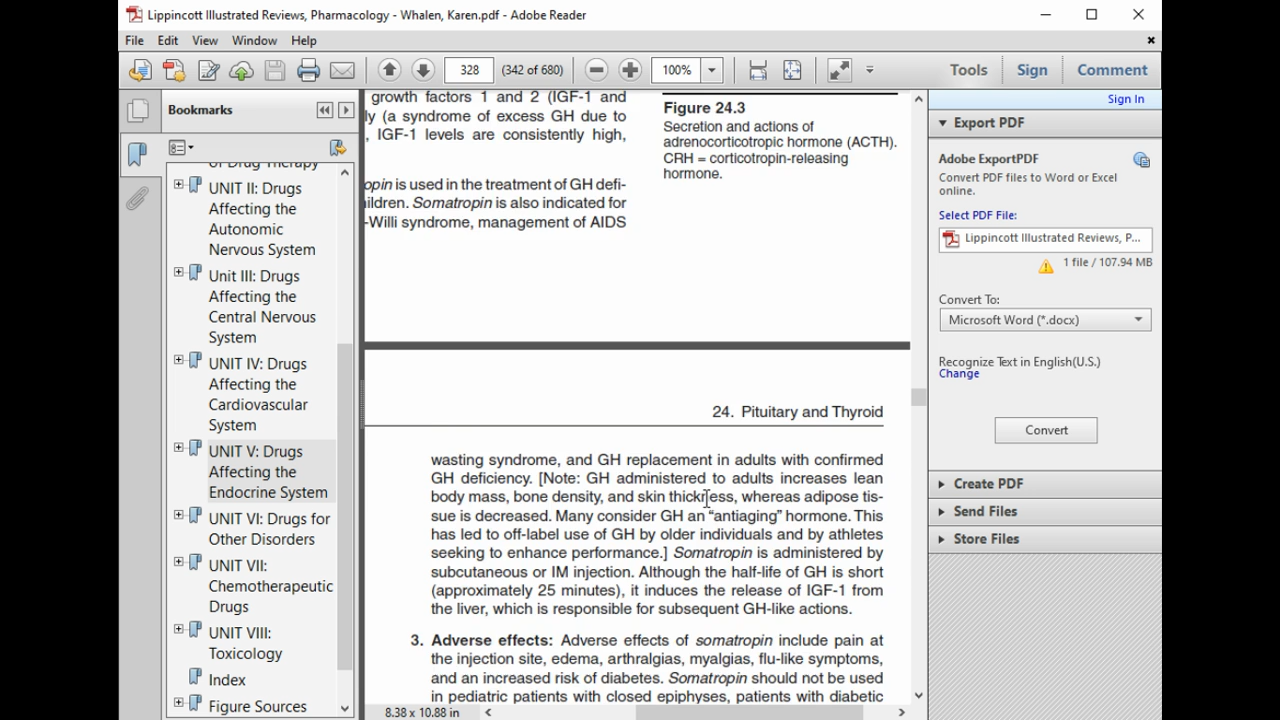 Lippincott Illustrated Reviews, Pharmacology - Whalen, Karen.pdf - Adobe Reader
File Edit View Window Help
328 (342 of 680) 100% Tools Sign Comment
Bookmarks
of Drug Therapy
UNIT II: Drugs
Affecting the
Autonomic
Nervous System
Unit III: Drugs
Affecting the
Central Nervous
System
UNIT IV: Drugs
Affecting the
Cardiovascular
System
UNIT V: Drugs
Affecting the
Endocrine System
UNIT VI: Drugs for
Other Disorders
UNIT VII:
Chemotherapeutic
Drugs
UNIT VIII:
Toxicology
Index
Figure Sources
growth factors 1 and 2 (IGF-1 and
ly (a syndrome of excess GH due to
, IGF-1 levels are consistently high,
opin is used in the treatment of GH defi-
ildren. Somatropin is also indicated for
-Willi syndrome, management of AIDS
Figure 24.3
Secretion and actions of
adrenocorticotropic hormone (ACTH).
CRH = corticotropin-releasing
hormone.
24. Pituitary and Thyroid
wasting syndrome, and GH replacement in adults with confirmed
GH deficiency. [Note: GH administered to adults increases lean
body mass, bone density, and skin thickness, whereas adipose tis-
sue is decreased. Many consider GH an “antiaging” hormone. This
has led to off-label use of GH by older individuals and by athletes
seeking to enhance performance.] Somatropin is administered by
subcutaneous or IM injection. Although the half-life of GH is short
(approximately 25 minutes), it induces the release of IGF-1 from
the liver, which is responsible for subsequent GH-like actions.
3. Adverse effects: Adverse effects of somatropin include pain at
the injection site, edema, arthralgias, myalgias, flu-like symptoms,
and an increased risk of diabetes. Somatropin should not be used
in pediatric patients with closed epiphyses, patients with diabetic
8.38 x 10.88 in
Sign In
Export PDF
Adobe ExportPDF
Convert PDF files to Word or Excel
online.
Select PDF File:
Lippincott Illustrated Reviews, P...
1 file / 107.94 MB
Convert To:
Microsoft Word (*.docx)
Recognize Text in English(U.S.)
Change
Convert
Create PDF
Send Files
Store Files